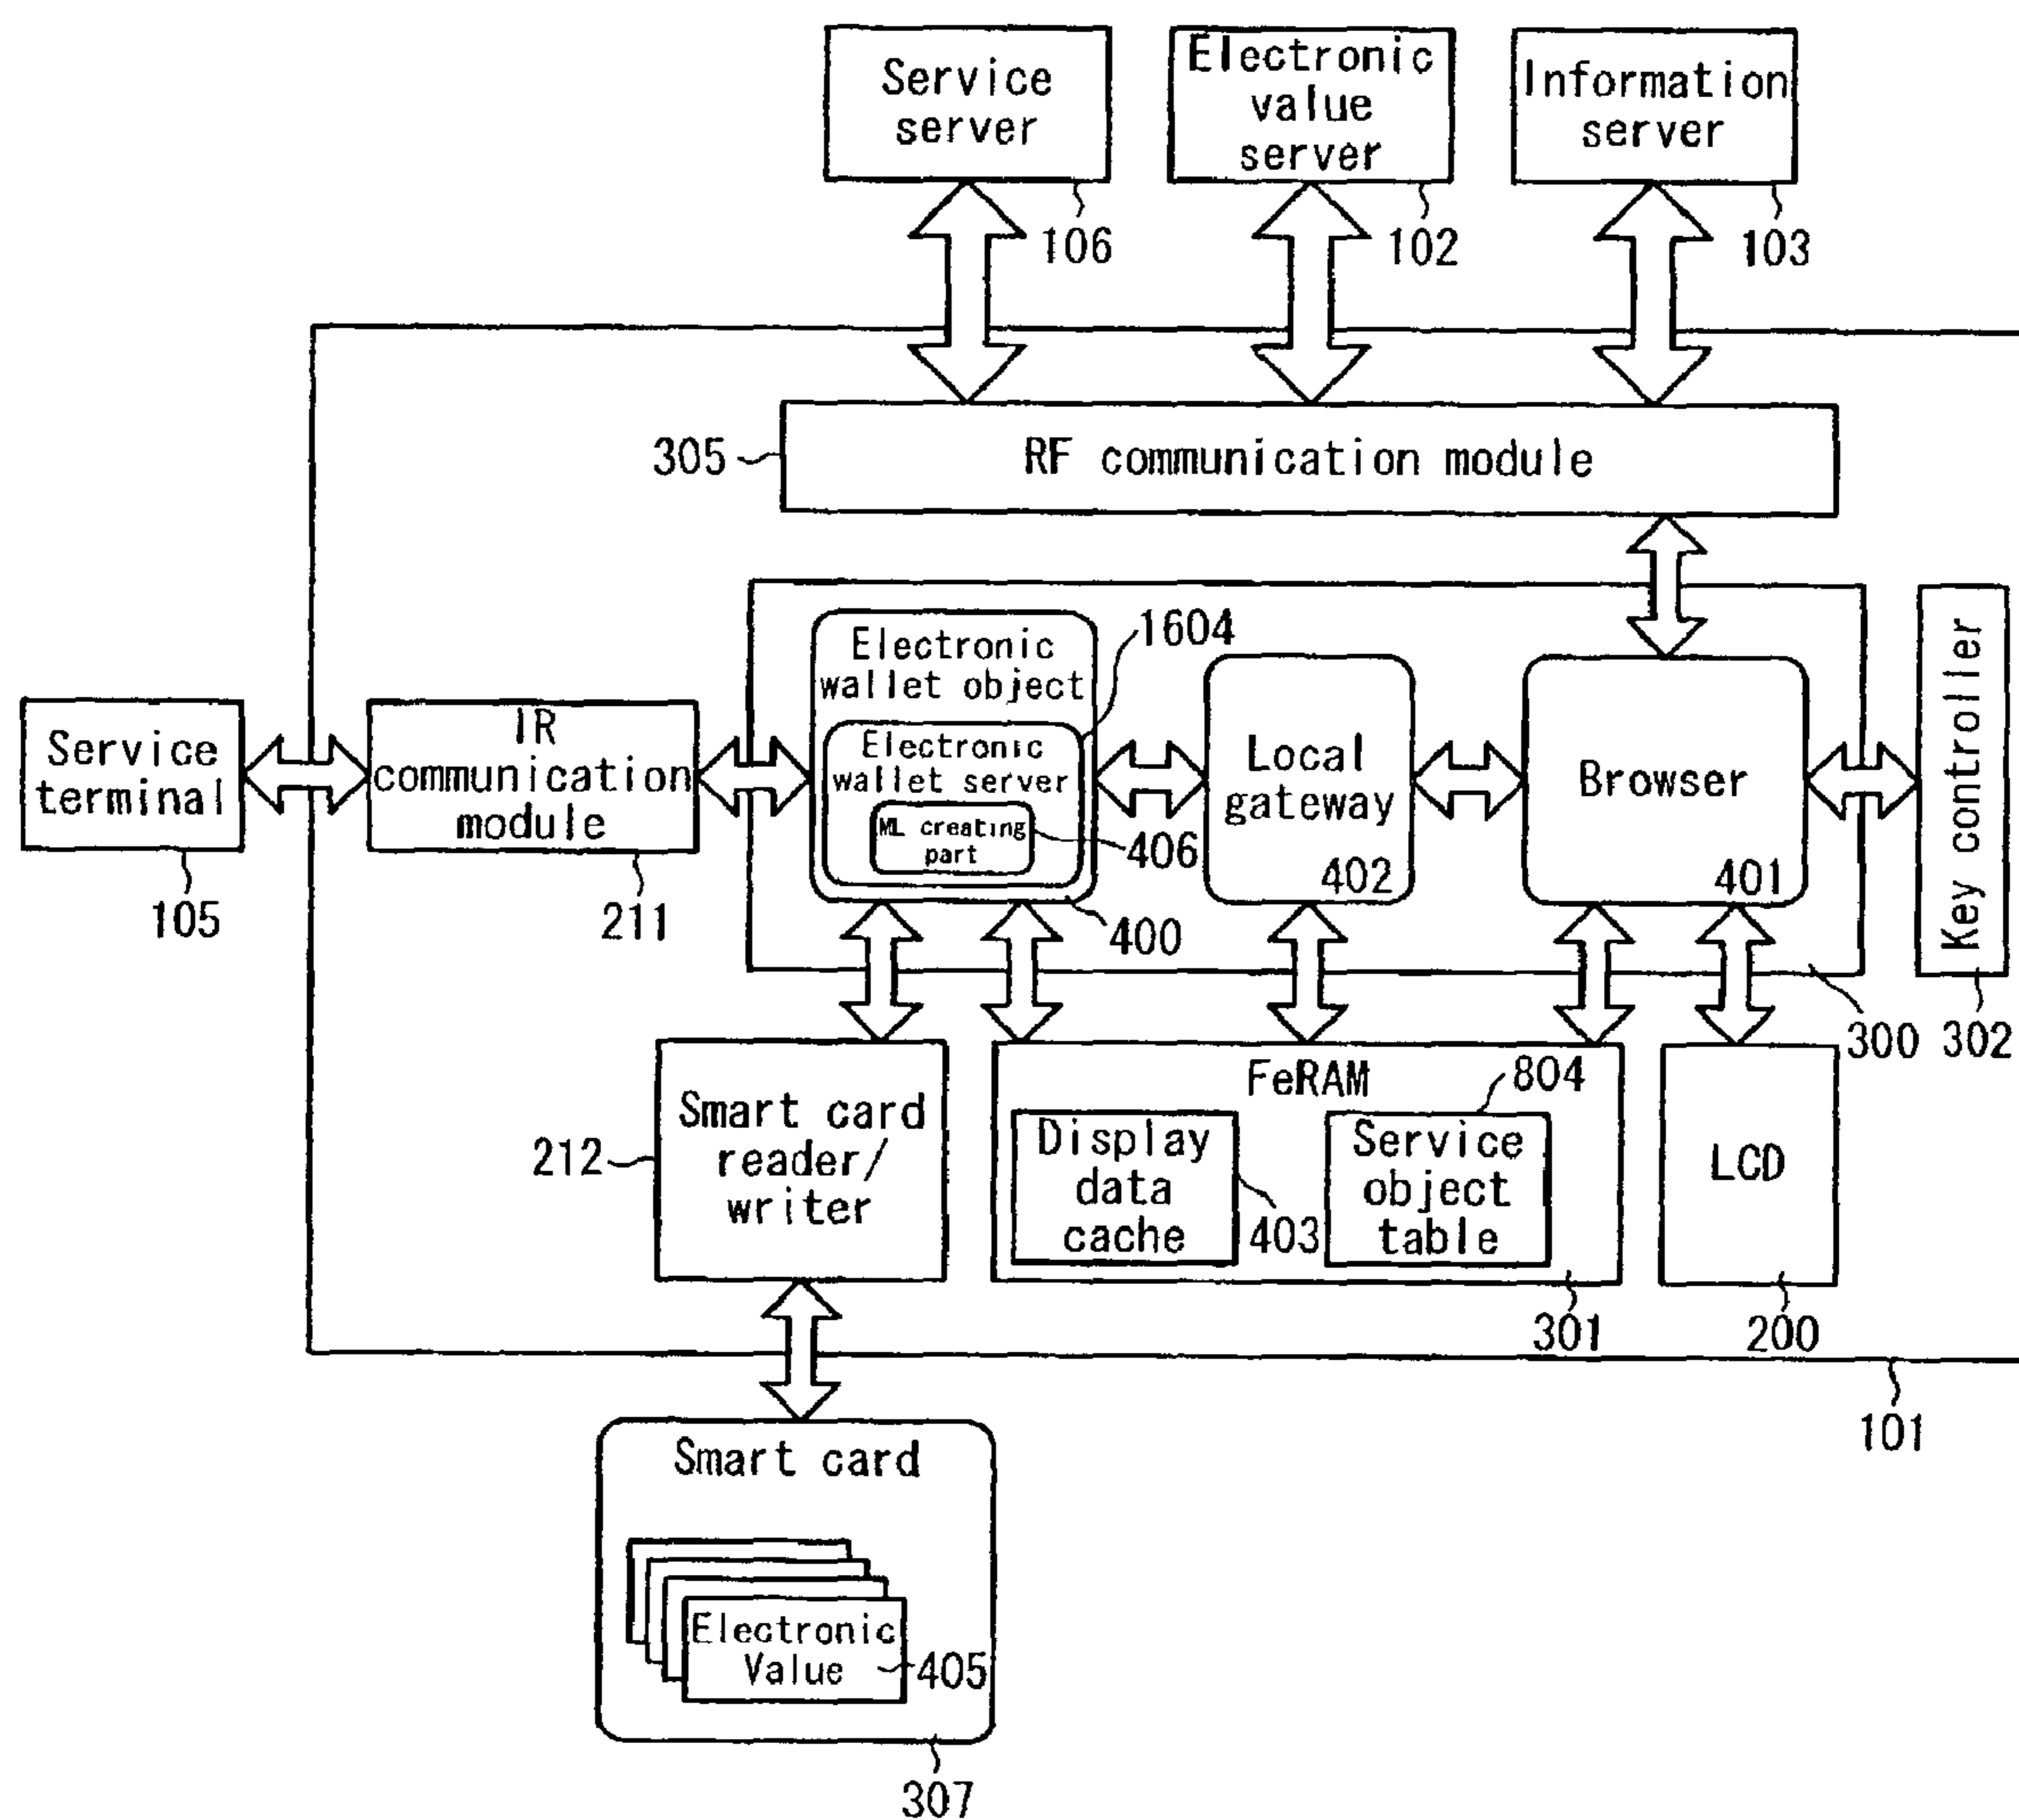 Service
server
106
Electronic
value
server
102
Information
server
103
305
RF communication module
Electronic
wallet object
1604
Electronic
wallet server
ML creating
part
406
400
Local
gateway
402
Browser
401
Key controller
302
300
Service
terminal
105
IR
communication
module
211
Smart card
reader/
writer
212
FeRAM
804
Display
data
cache
403
Service
object
table
301
LCD
200
101
Smart card
Electronic
Value
405
307